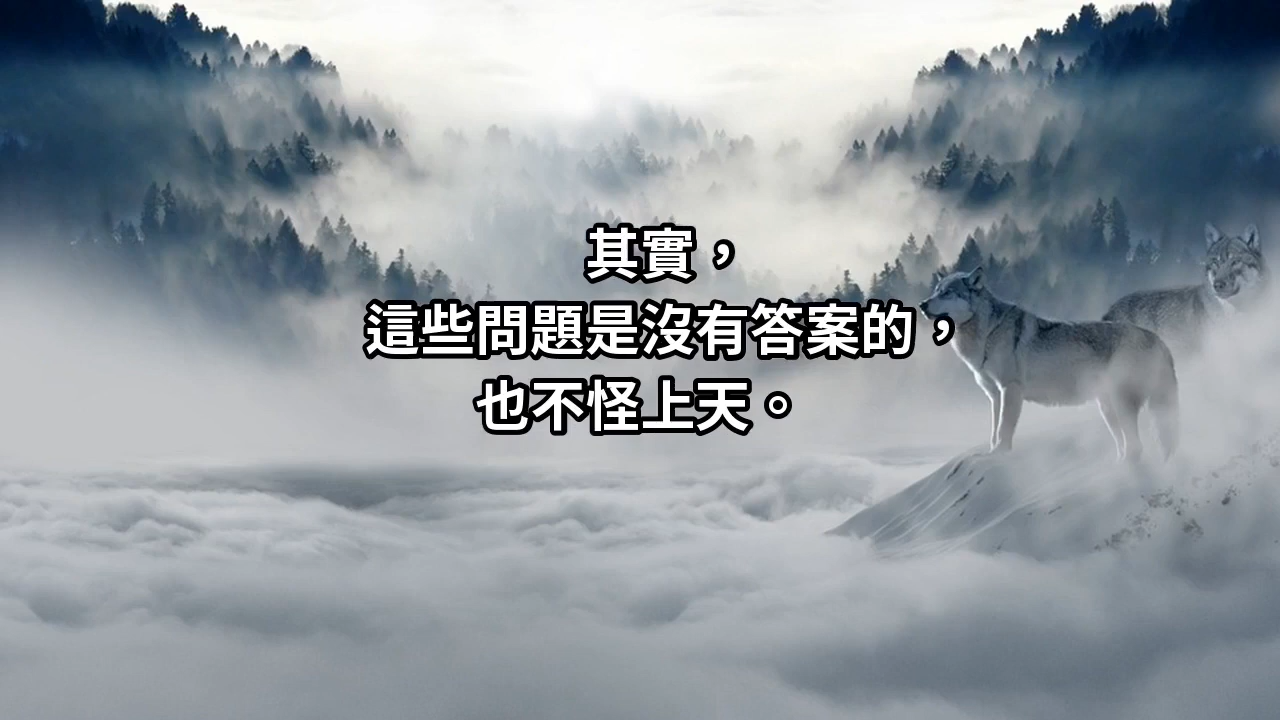 其實，
這些問題是沒有答案的，
也不怪上天。